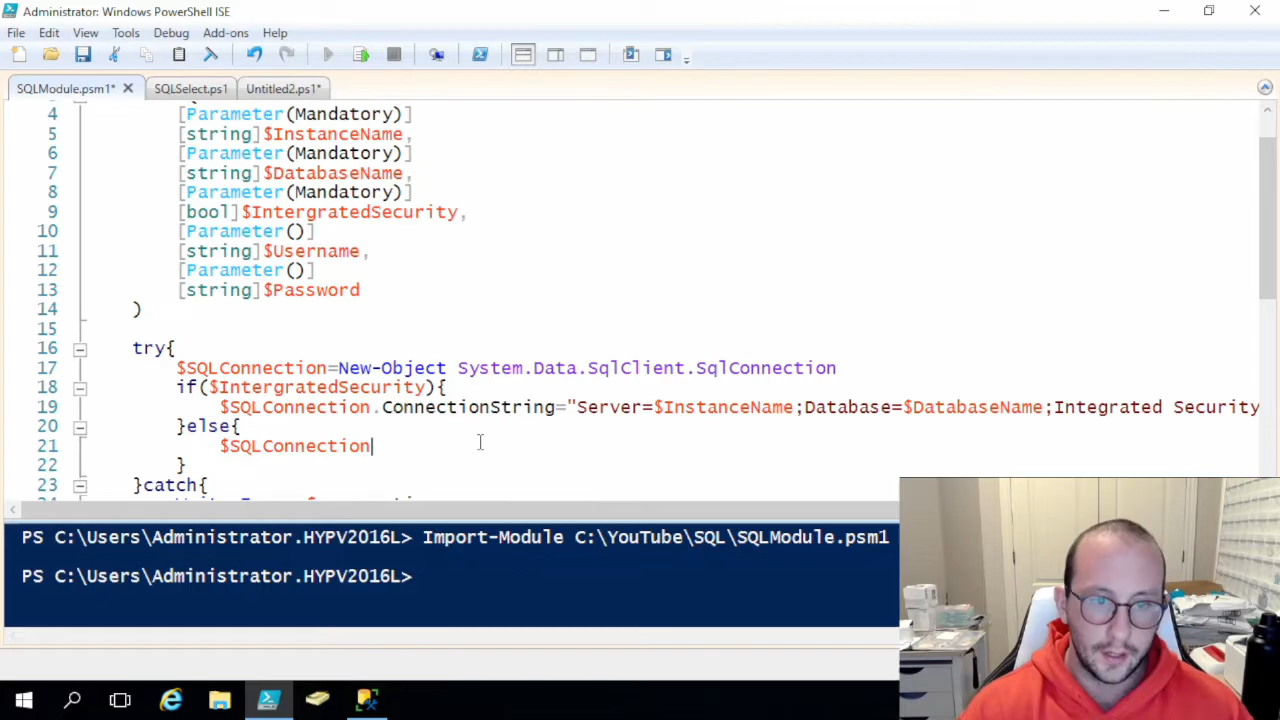 Administrator: Windows PowerShell ISE
File Edit View Tools Debug Add-ons Help
SQLModule.psm1* SQLSelect.ps1 Untitled2.ps1*
4 [Parameter(Mandatory)]
5 [string]$InstanceName,
6 [Parameter(Mandatory)]
7 [string]$DatabaseName,
8 [Parameter(Mandatory)]
9 [bool]$IntergratedSecurity,
10 [Parameter()]
11 [string]$Username,
12 [Parameter()]
13 [string]$Password
14 )
15
16 try{
17 $SQLConnection=New-Object System.Data.SqlClient.SqlConnection
18 if($IntergratedSecurity){
19 $SQLConnection.ConnectionString="Server=$InstanceName;Database=$DatabaseName;Integrated Security
20 }else{
21 $SQLConnection
22 }
23 }catch{
PS C:\Users\Administrator.HYPV2016L> Import-Module C:\YouTube\SQL\SQLModule.psm1
PS C:\Users\Administrator.HYPV2016L>